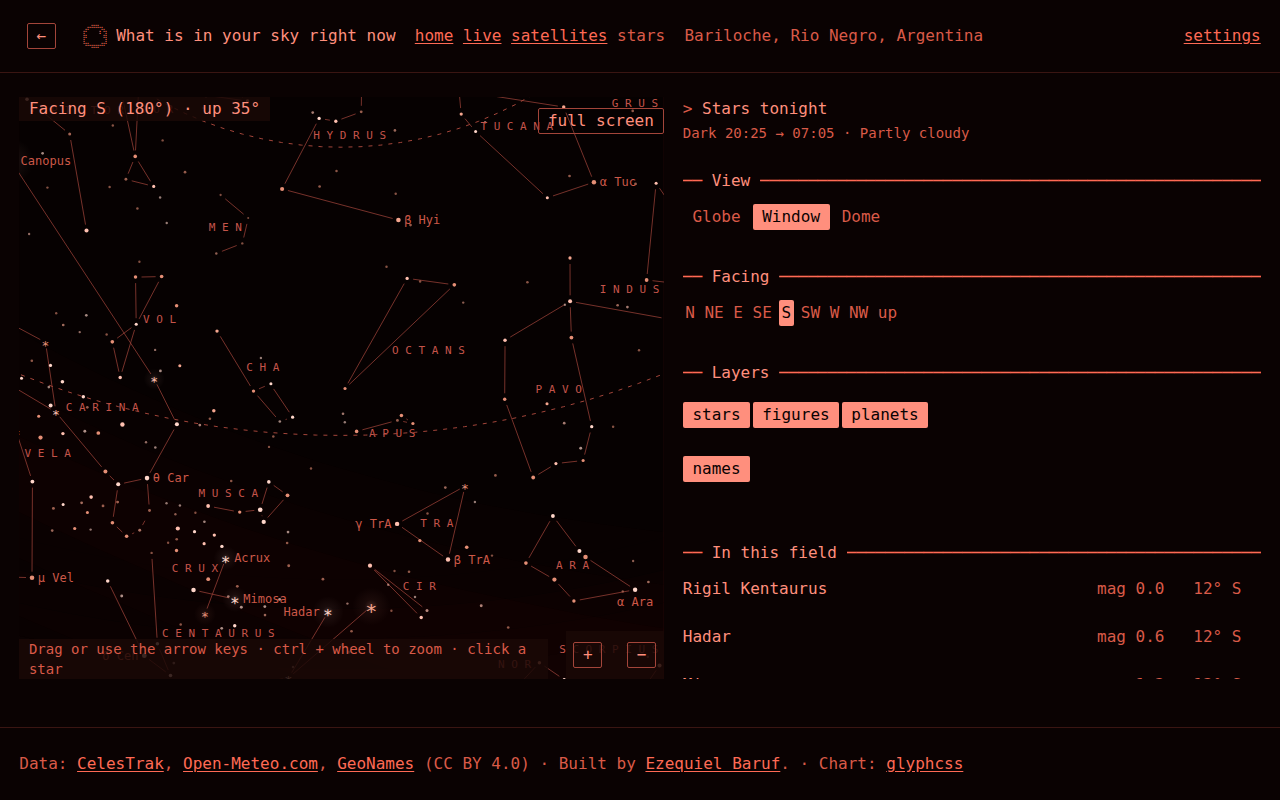 ← What is in your sky right now home live satellites stars Bariloche, Rio Negro, Argentina settings
Facing S (180°) · up 35°
full screen
GRUS
HYDRUS
TUCANA
Canopus
α Tuc
β Hyi
MEN
INDUS
VOL
OCTANS
CHA
PAVO
CARINA
APUS
VELA
θ Car
MUSCA
γ TrA
TRA
β TrA
Acrux
ARA
CRUX
μ Vel
CIR
Mimosa
Hadar
α Ara
CENTAURUS
NOR
Drag or use the arrow keys · ctrl + wheel to zoom · click a
star
+ −
> Stars tonight
Dark 20:25 → 07:05 · Partly cloudy
View
Globe Window Dome
Facing
N NE E SE S SW W NW up
Layers
stars figures planets
names
In this field
Rigil Kentaurus mag 0.0 12° S
Hadar mag 0.6 12° S
Data: CelesTrak, Open-Meteo.com, GeoNames (CC BY 4.0) · Built by Ezequiel Baruf. · Chart: glyphcss